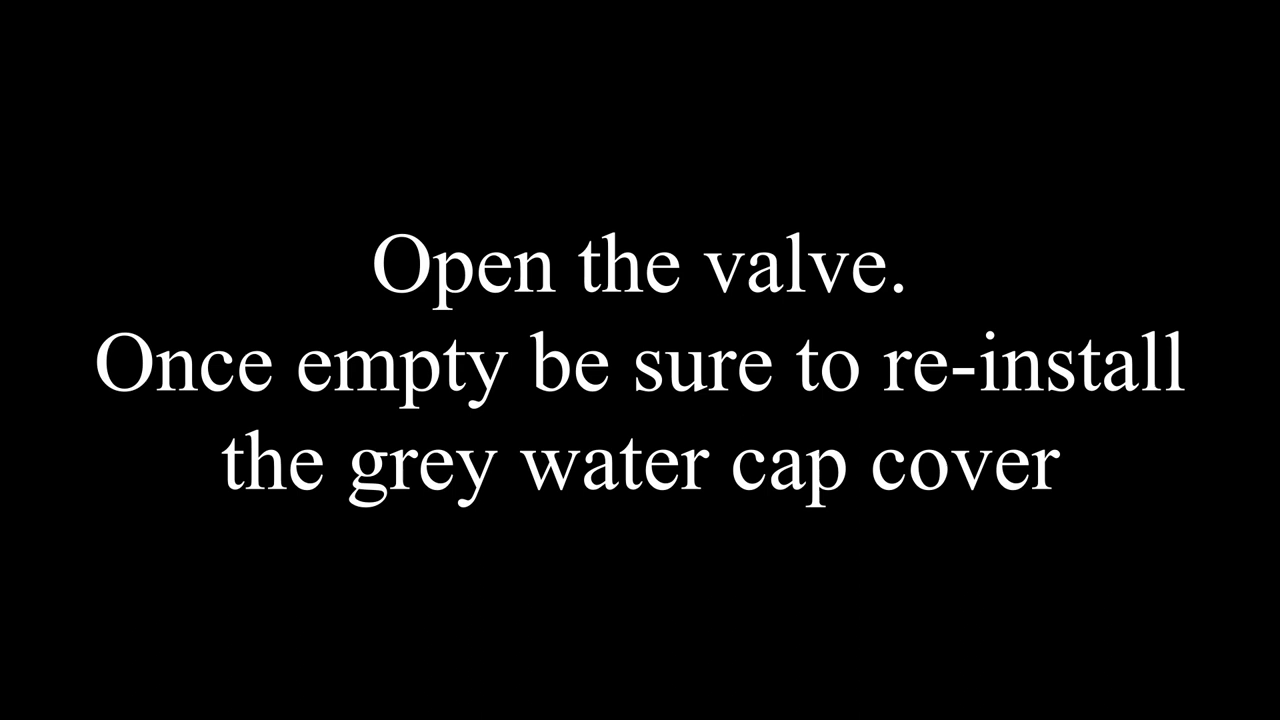 Open the valve.
Once empty be sure to re-install
the grey water cap cover